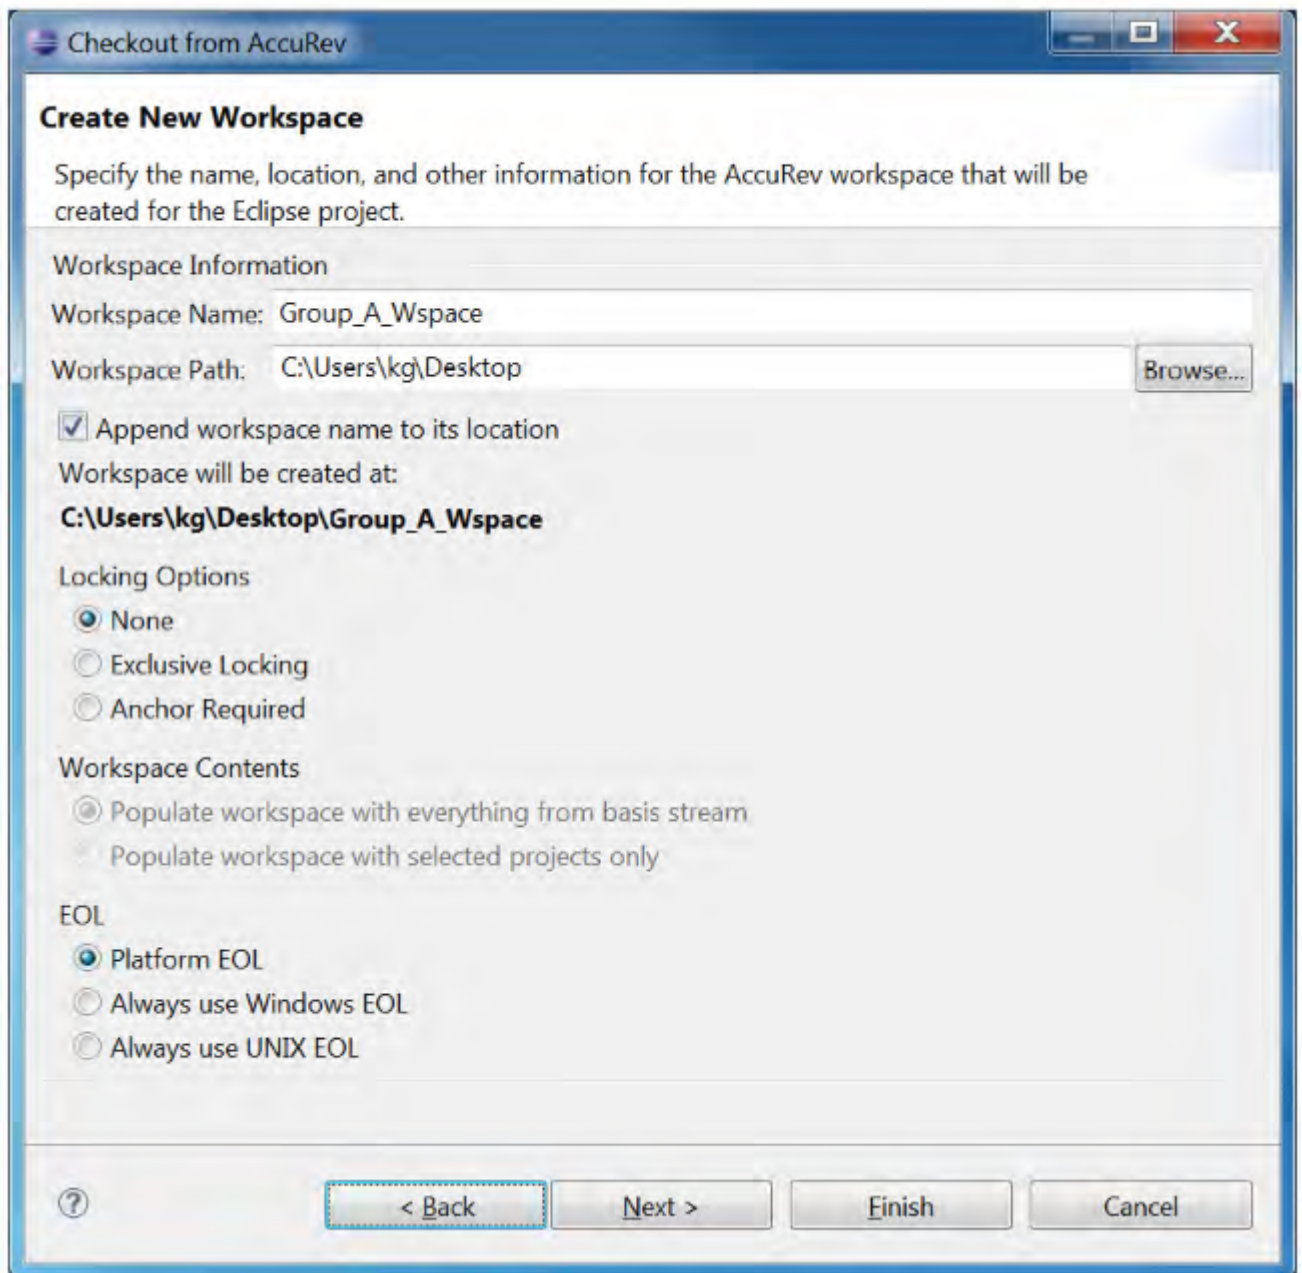 Checkout from AccuRev
Create New Workspace
Specify the name, location, and other information for the AccuRev workspace that will be
created for the Eclipse project.
Workspace Information
Workspace Name: Group_A_Wspace
Workspace Path: C:\Users\kg\Desktop Browse...
Append workspace name to its location
Workspace will be created at:
C:\Users\kg\Desktop\Group_A_Wspace
Locking Options
None
Exclusive Locking
Anchor Required
Workspace Contents
Populate workspace with everything from basis stream
Populate workspace with selected projects only
EOL
Platform EOL
Always use Windows EOL
Always use UNIX EOL
? < Back Next > Finish Cancel